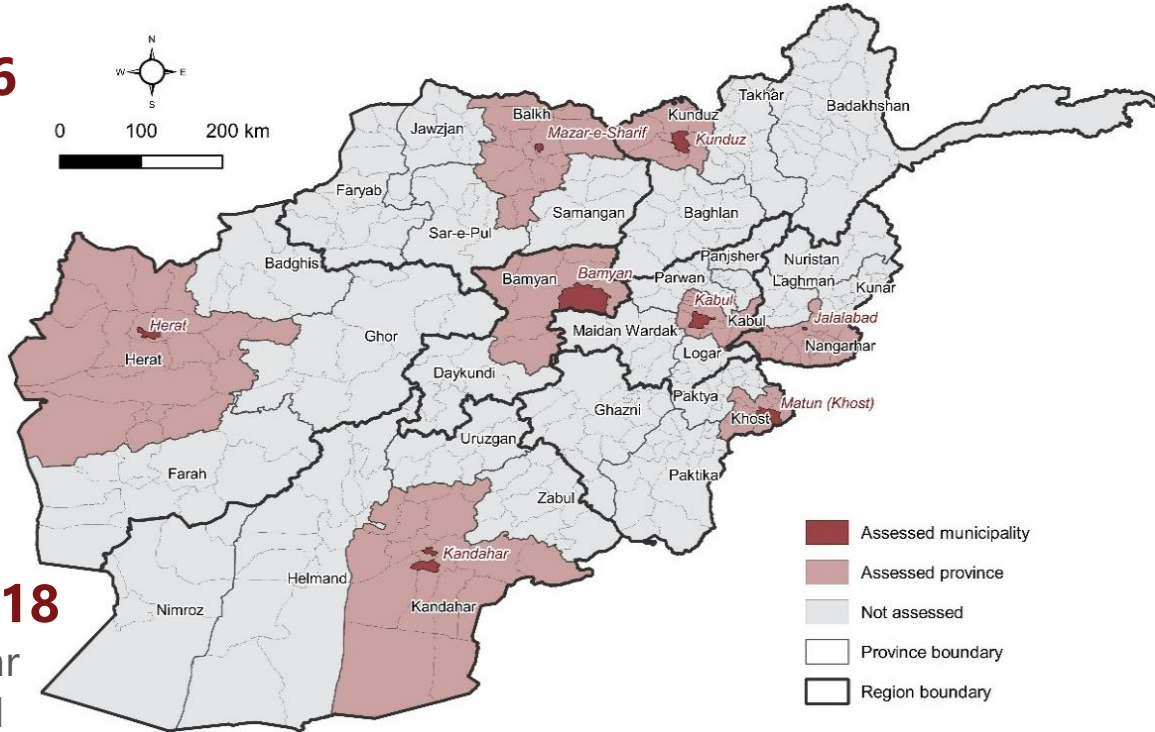 6
N
W E
S
0 100 200 km
Jawzjan
Balkh
Mazar-e-Sharif
Kunduz
Kunduz
Takhar
Badakhshan
Faryab
Sar-e-Pul
Samangan
Baghlan
Badghis
Bamyan
Bamyan
Panjsher
Parwan
Nuristan
Laghman
Kunar
Kabul
Kabul
Jalalabad
Nangarhar
Herat
Herat
Ghor
Maidan Wardak
Logar
Daykundi
Ghazni
Paktya
Khost
Matun (Khost)
Uruzgan
Paktika
Farah
Zabul
Kandahar
Kandahar
Helmand
Nimroz
18
ar
Assessed municipality
Assessed province
Not assessed
Province boundary
Region boundary